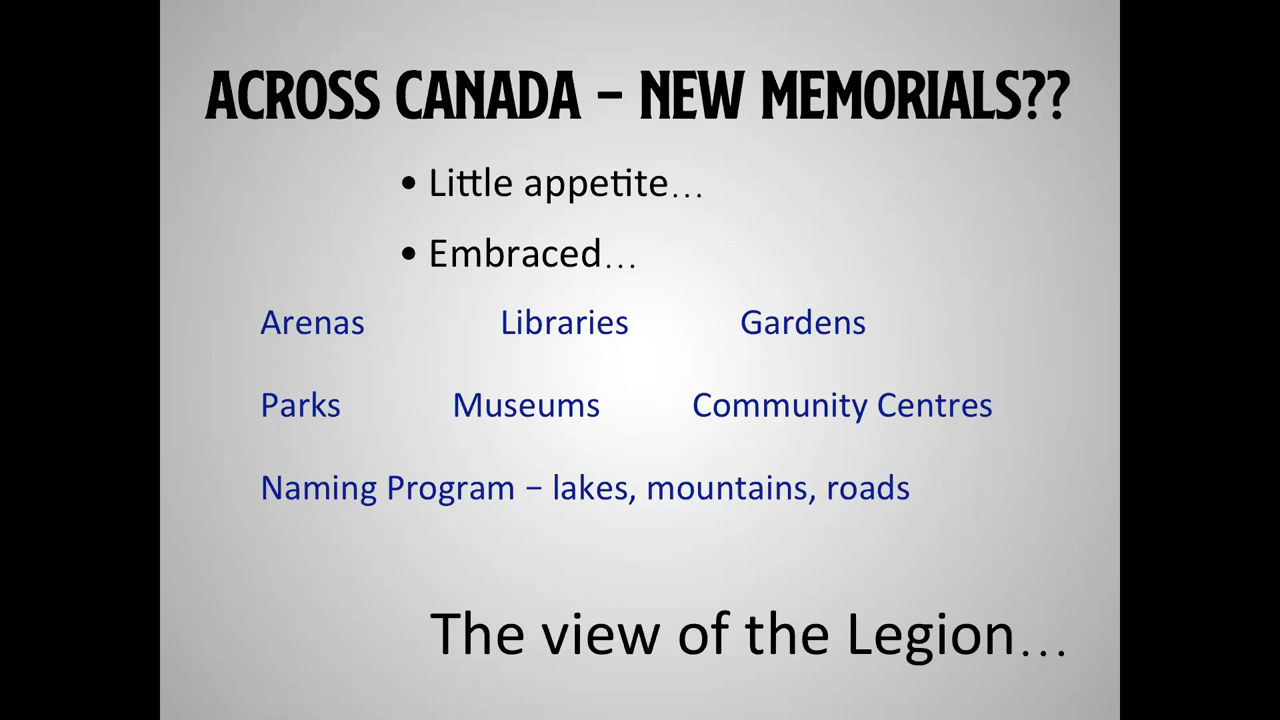 ACROSS CANADA – NEW MEMORIALS??
• Little appetite…
• Embraced…
Arenas Libraries Gardens
Parks Museums Community Centres
Naming Program – lakes, mountains, roads
The view of the Legion…